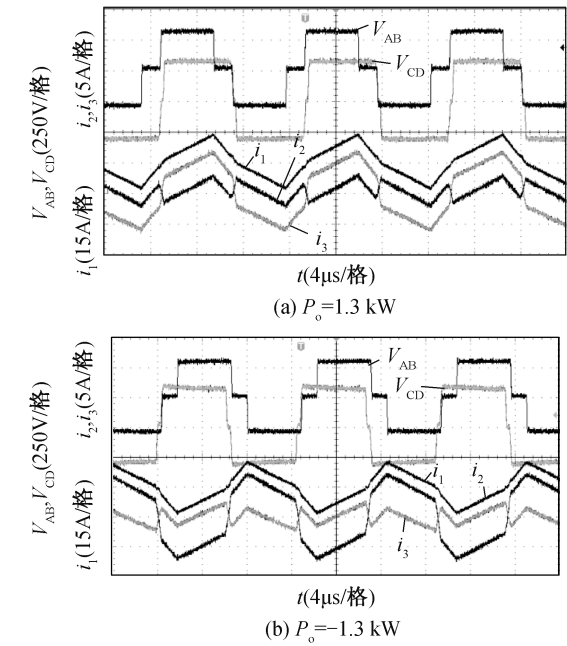 V_AB, V_CD(250V/格) i_2, i_3(5A/格)
i_1(15A/格)
V_AB
V_CD
i_1
i_2
i_3
t(4μs/格)
(a) P_o=1.3 kW
V_AB, V_CD(250V/格) i_2, i_3(5A/格)
i_1(15A/格)
V_AB
V_CD
i_1
i_2
i_3
t(4μs/格)
(b) P_o=−1.3 kW